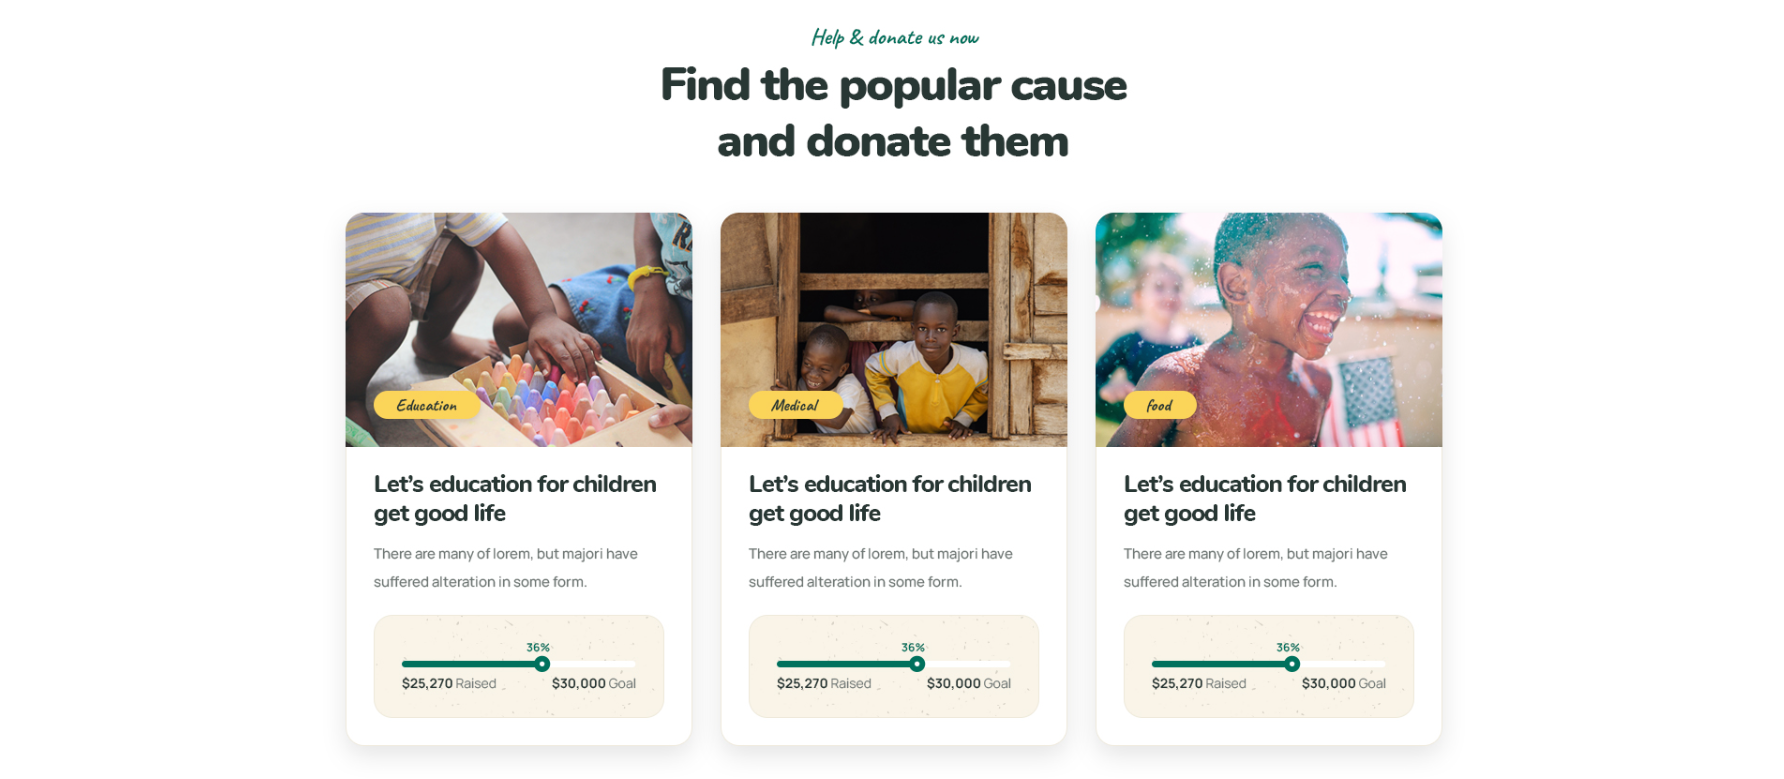 Help & donate us now
Find the popular cause
and donate them
Education
Let’s education for children
get good life
There are many of lorem, but majori have
suffered alteration in some form.
36%
$25,270 Raised $30,000 Goal
Medical
Let’s education for children
get good life
There are many of lorem, but majori have
suffered alteration in some form.
36%
$25,270 Raised $30,000 Goal
food
Let’s education for children
get good life
There are many of lorem, but majori have
suffered alteration in some form.
36%
$25,270 Raised $30,000 Goal